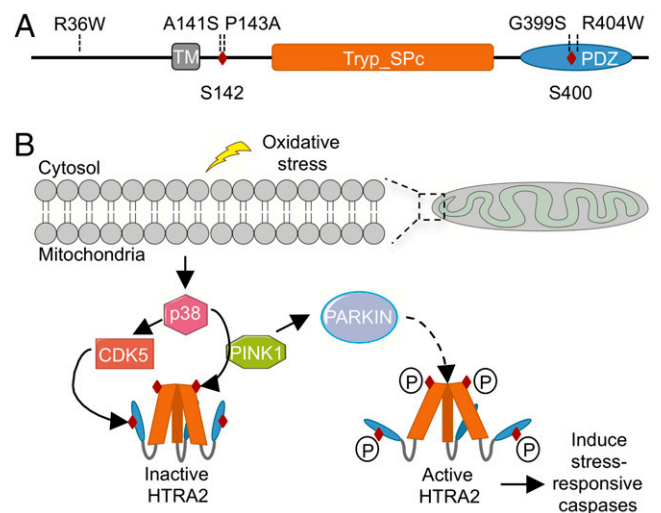 A
R36W A141S P143A G399S R404W
TM Tryp_SPc PDZ
S142 S400
B
Oxidative
stress
Cytosol
Mitochondria
p38
CDK5 PINK1 PARKIN
P P
P P
Inactive
HTRA2
Active
HTRA2
Induce
stress-
responsive
caspases